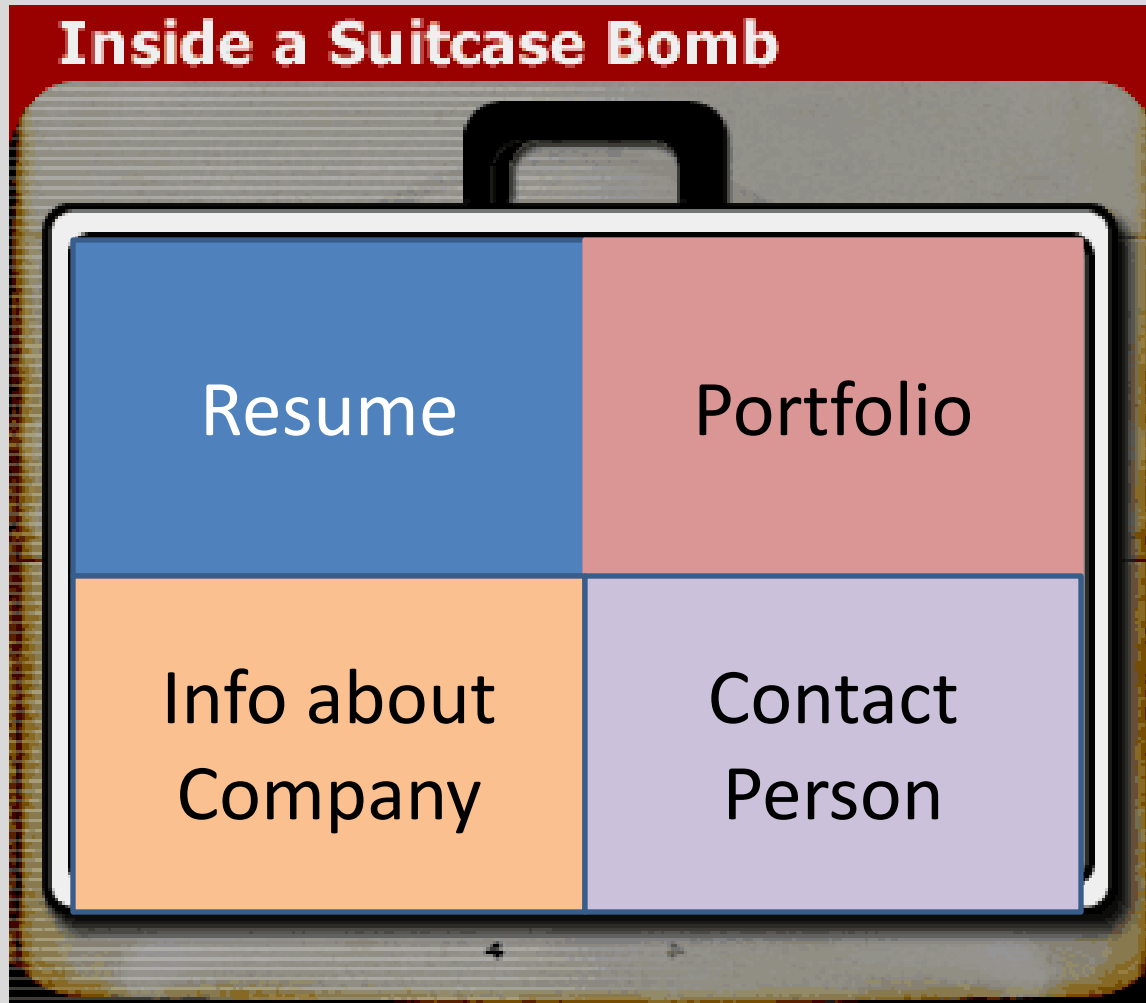 Inside a Suitcase Bomb
Resume
Portfolio
Info about
Company
Contact
Person